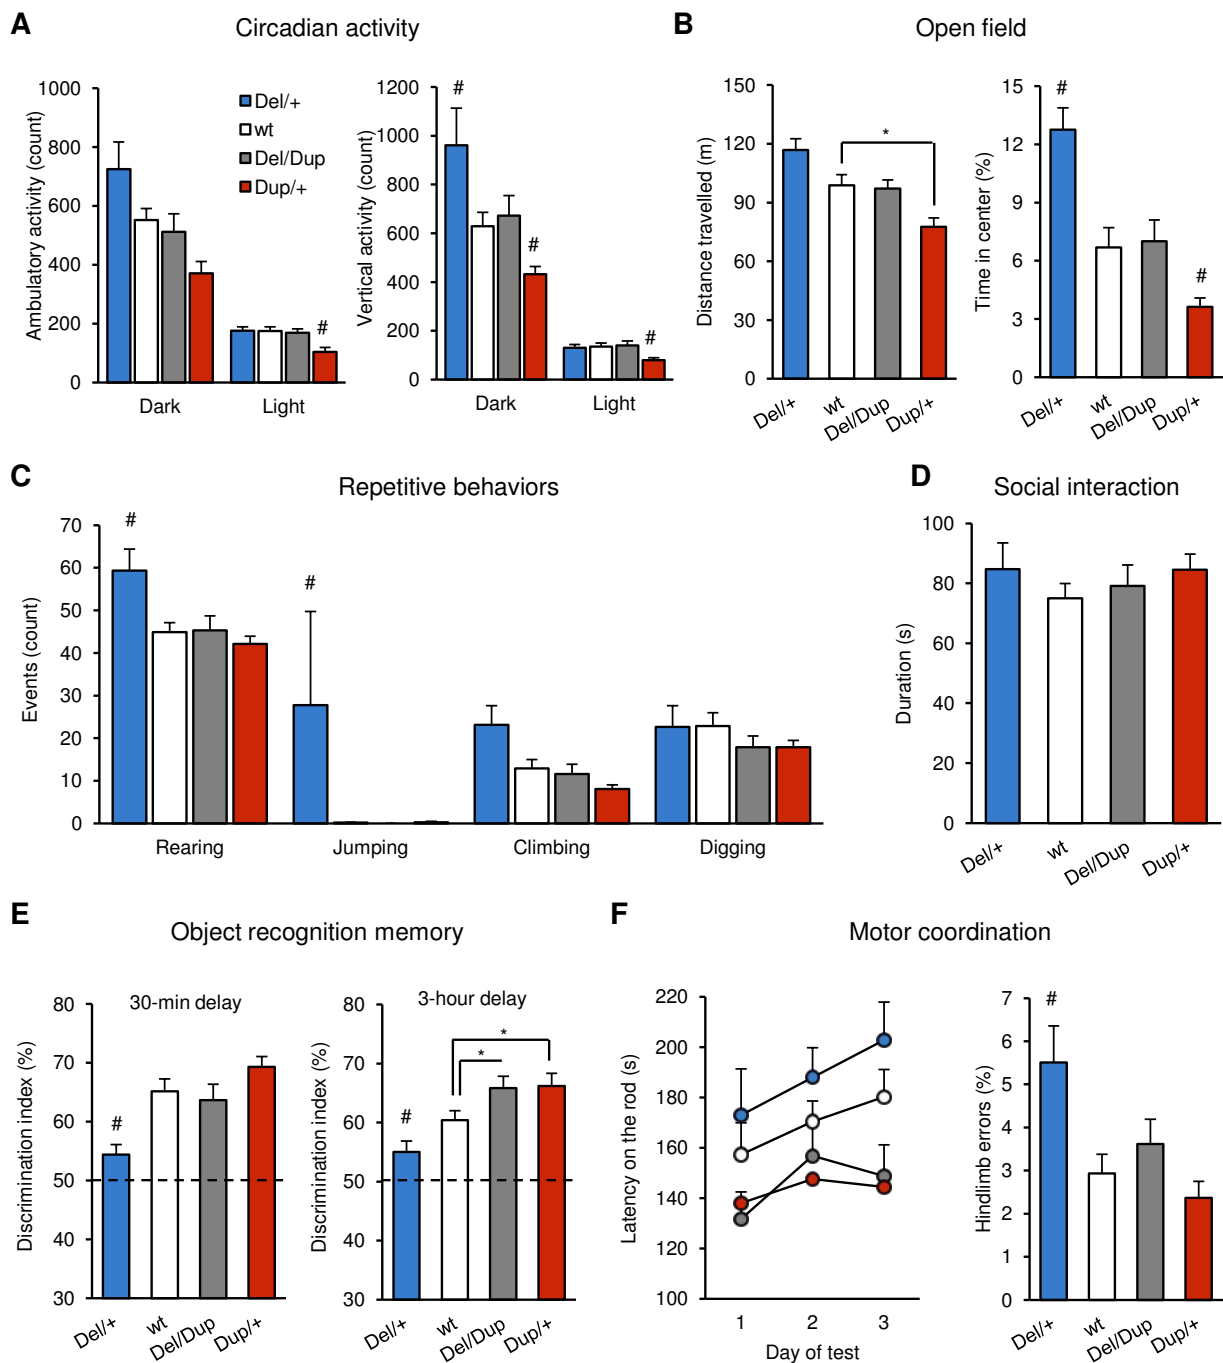 A
Circadian activity
Ambulatory activity (count)
1000
800
600
400
200
0
Dark
Light
Del/+
wt
Del/Dup
Dup/+
#
Vertical activity (count)
1200
1000
800
600
400
200
0
#
#
#
Dark
Light
B
Open field
Distance travelled (m)
150
120
90
60
30
0
*
Del/+
wt
Del/Dup
Dup/+
Time in center (%)
15
12
9
6
3
0
#
#
Del/+
wt
Del/Dup
Dup/+
C
Repetitive behaviors
Events (count)
70
60
50
40
30
20
10
0
#
#
Rearing
Jumping
Climbing
Digging
D
Social interaction
Duration (s)
100
80
60
40
20
0
Del/+
wt
Del/Dup
Dup/+
E
Object recognition memory
30-min delay
Discrimination index (%)
80
70
60
50
40
30
#
Del/+
wt
Del/Dup
Dup/+
3-hour delay
Discrimination index (%)
80
70
60
50
40
30
#
*
*
Del/+
wt
Del/Dup
Dup/+
F
Motor coordination
Latency on the rod (s)
220
200
180
160
140
120
100
1
2
3
Day of test
Hindlimb errors (%)
7
6
5
4
3
2
1
0
#
Del/+
wt
Del/Dup
Dup/+